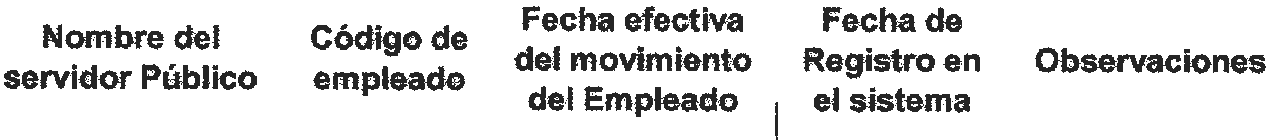 Nombre del
servidor Público
Código de
empleado
Fecha efectiva
del movimiento
del Empleado
Fecha de
Registro en
el sistema
Observaciones